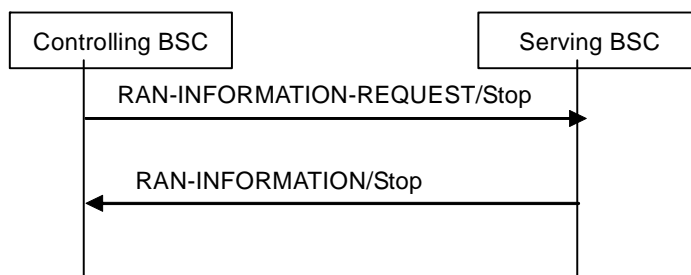 Controlling BSC
Serving BSC
RAN-INFORMATION-REQUEST/Stop
RAN-INFORMATION/Stop